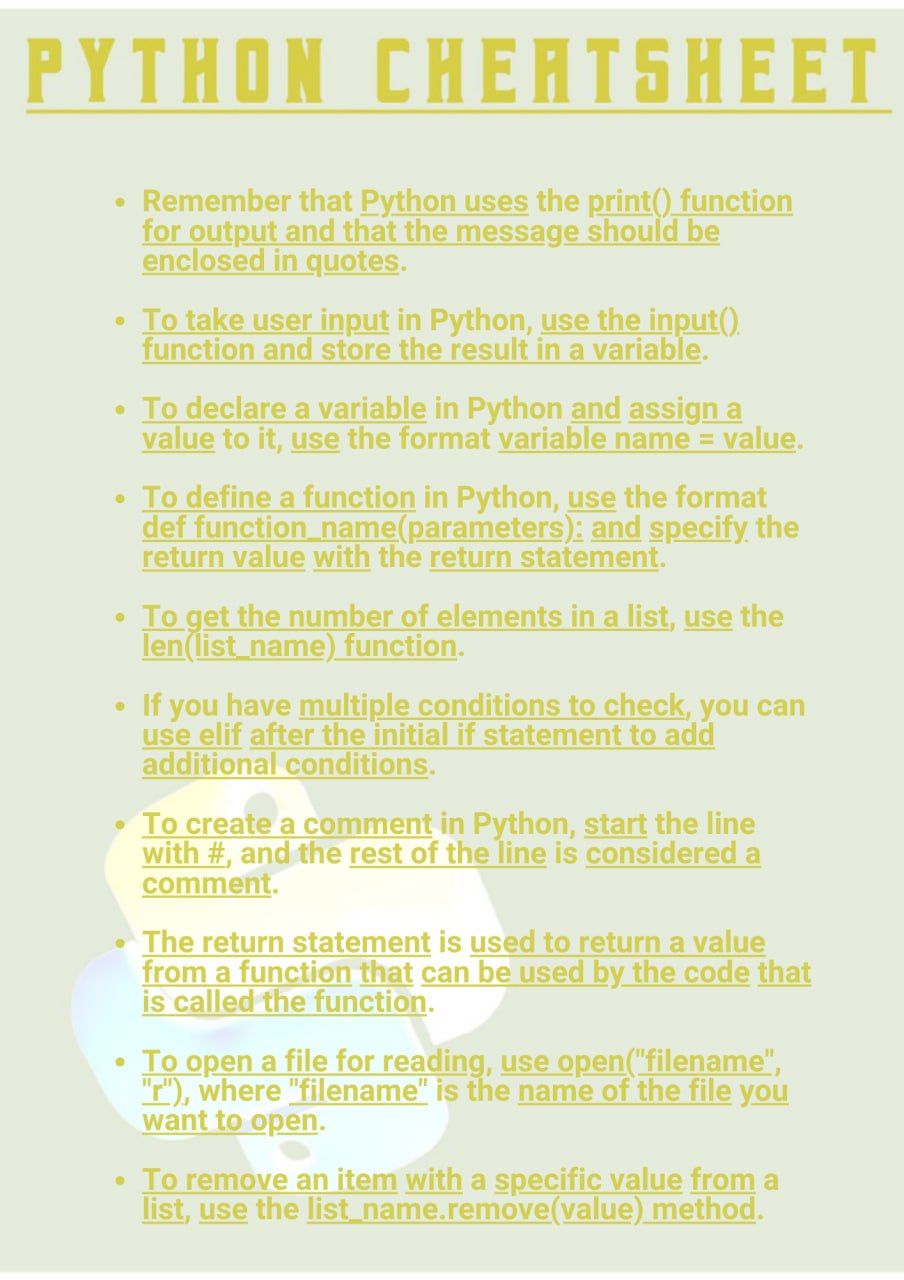 PYTHON CHEATSHEET
• Remember that Python uses the print() function
for output and that the message should be
enclosed in quotes.
• To take user input in Python, use the input()
function and store the result in a variable.
• To declare a variable in Python and assign a
value to it, use the format variable name = value.
• To define a function in Python, use the format
def function_name(parameters): and specify the
return value with the return statement.
• To get the number of elements in a list, use the
len(list_name) function.
• If you have multiple conditions to check, you can
use elif after the initial if statement to add
additional conditions.
• To create a comment in Python, start the line
with #, and the rest of the line is considered a
comment.
• The return statement is used to return a value
from a function that can be used by the code that
is called the function.
• To open a file for reading, use open("filename",
"r"), where "filename" is the name of the file you
want to open.
• To remove an item with a specific value from a
list, use the list_name.remove(value) method.